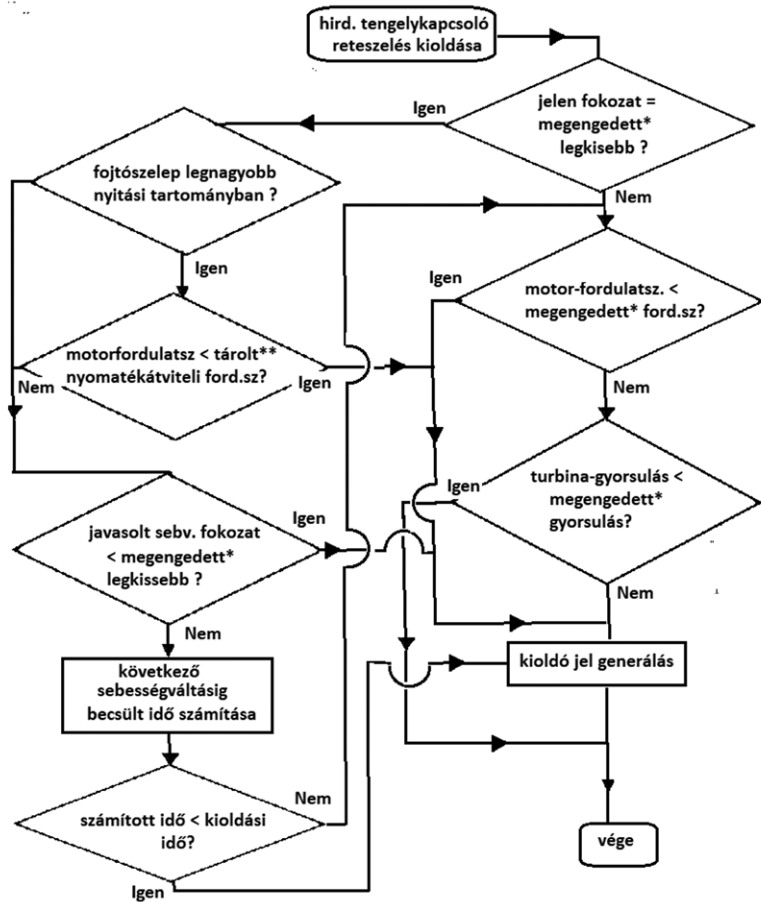 hird. tengelykapcsoló
reteszelés kioldása
jelen fokozat =
megengedett*
legkisebb ?
Igen
Nem
fojtószelep legnagyobb
nyitási tartományban ?
Igen
Nem
motorfordulatsz < tárolt**
nyomatékátviteli ford.sz?
Igen
motor-fordulatsz. <
megengedett* ford.sz?
Igen
Nem
turbina-gyorsulás <
megengedett*
gyorsulás?
Igen
Nem
javasolt sebv. fokozat
< megengedett*
legkissebb ?
Igen
Nem
következő
sebességváltásig
becsült idő számítása
számított idő < kioldási
idő?
Nem
Igen
kioldó jel generálás
vége